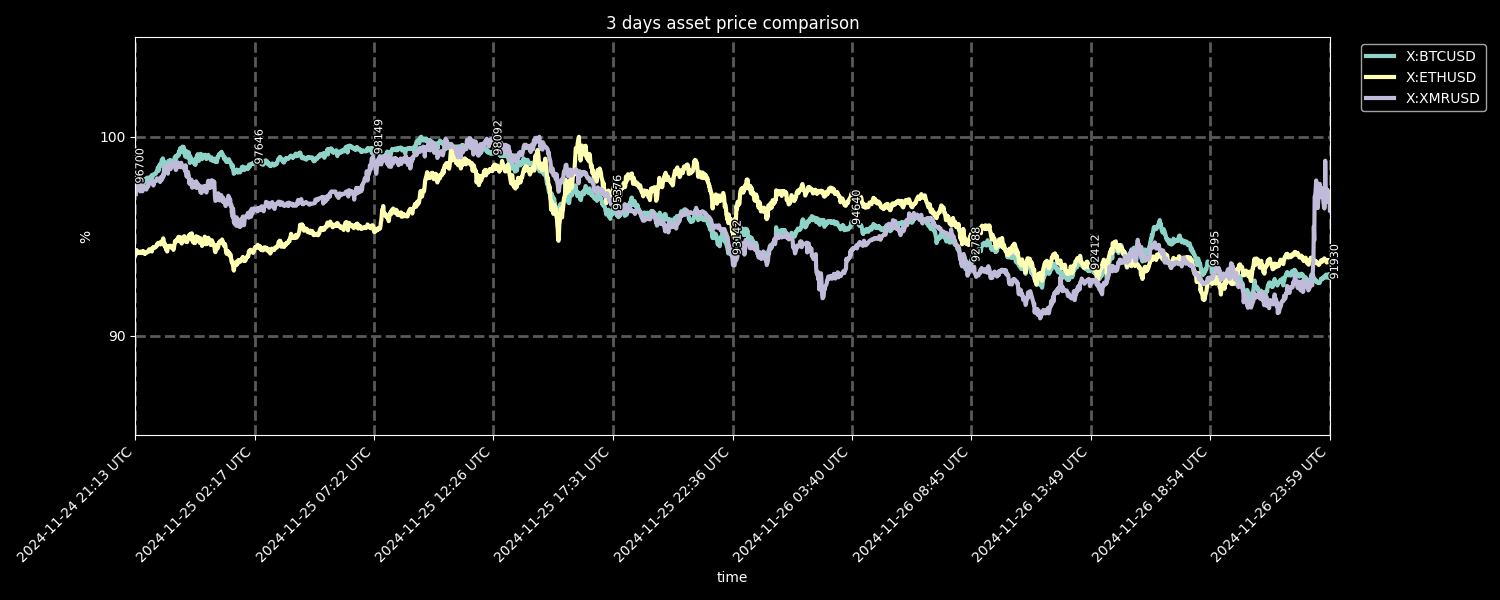 3 days asset price comparison
X:BTCUSD
X:ETHUSD
X:XMRUSD
100
90
%
96700
97646
98149
98092
95376
93142
94640
92788
92412
92595
91930
2024-11-24 21:13 UTC
2024-11-25 02:17 UTC
2024-11-25 07:22 UTC
2024-11-25 12:26 UTC
2024-11-25 17:31 UTC
2024-11-25 22:36 UTC
2024-11-26 03:40 UTC
2024-11-26 08:45 UTC
2024-11-26 13:49 UTC
2024-11-26 18:54 UTC
2024-11-26 23:59 UTC
time